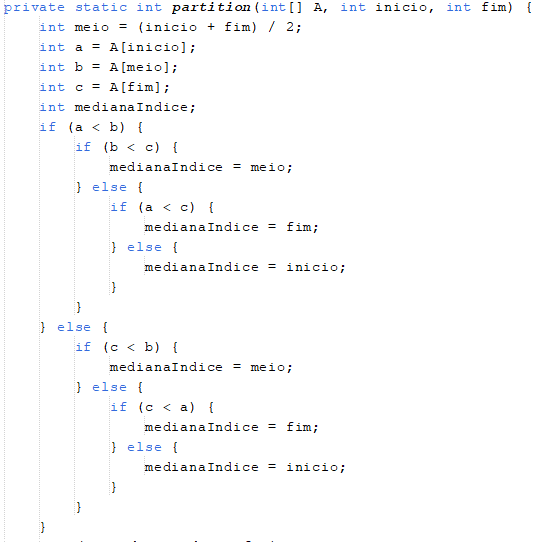 private static int partition(int[] A, int inicio, int fim) {
int meio = (inicio + fim) / 2;
int a = A[inicio];
int b = A[meio];
int c = A[fim];
int medianaIndice;
if (a < b) {
if (b < c) {
medianaIndice = meio;
} else {
if (a < c) {
medianaIndice = fim;
} else {
medianaIndice = inicio;
}
}
} else {
if (c < b) {
medianaIndice = meio;
} else {
if (c < a) {
medianaIndice = fim;
} else {
medianaIndice = inicio;
}
}
}